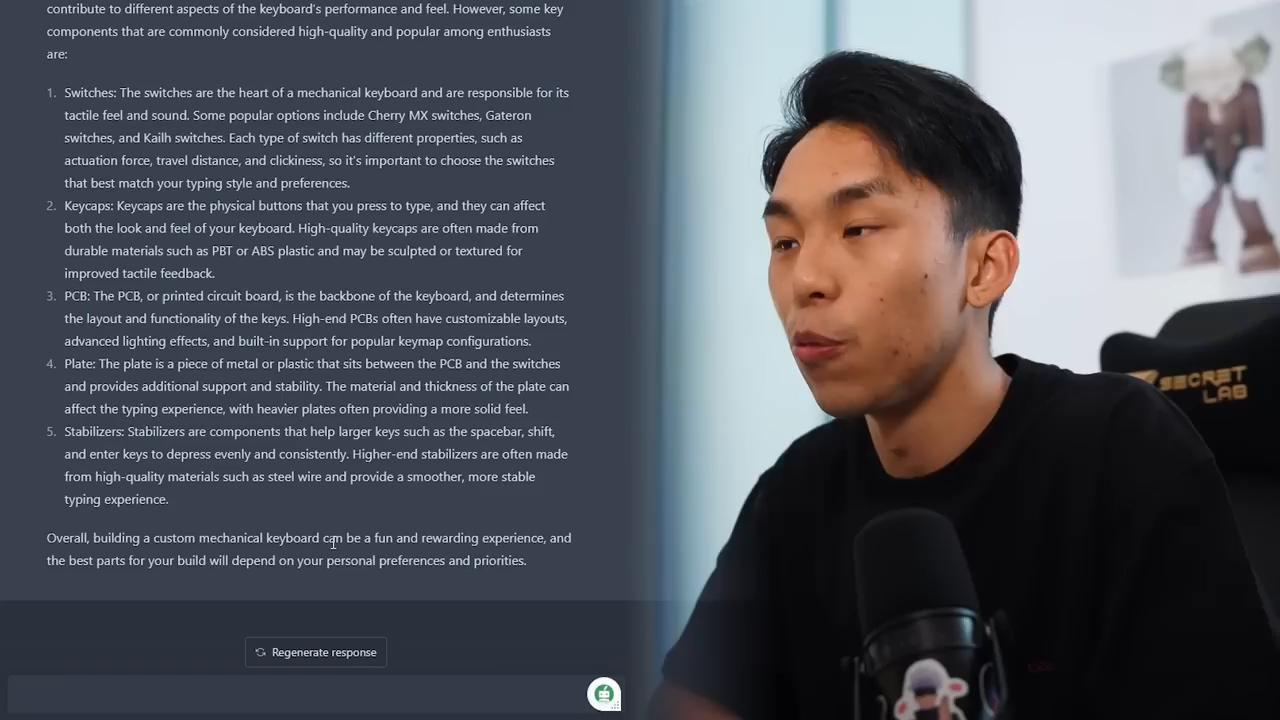 contribute to different aspects of the keyboard's performance and feel. However, some key
components that are commonly considered high-quality and popular among enthusiasts
are:
1. Switches: The switches are the heart of a mechanical keyboard and are responsible for its
tactile feel and sound. Some popular options include Cherry MX switches, Gateron
switches, and Kailh switches. Each type of switch has different properties, such as
actuation force, travel distance, and clickiness, so it's important to choose the switches
that best match your typing style and preferences.
2. Keycaps: Keycaps are the physical buttons that you press to type, and they can affect
both the look and feel of your keyboard. High-quality keycaps are often made from
durable materials such as PBT or ABS plastic and may be sculpted or textured for
improved tactile feedback.
3. PCB: The PCB, or printed circuit board, is the backbone of the keyboard, and determines
the layout and functionality of the keys. High-end PCBs often have customizable layouts,
advanced lighting effects, and built-in support for popular keymap configurations.
4. Plate: The plate is a piece of metal or plastic that sits between the PCB and the switches
and provides additional support and stability. The material and thickness of the plate can
affect the typing experience, with heavier plates often providing a more solid feel.
5. Stabilizers: Stabilizers are components that help larger keys such as the spacebar, shift,
and enter keys to depress evenly and consistently. Higher-end stabilizers are often made
from high-quality materials such as steel wire and provide a smoother, more stable
typing experience.
Overall, building a custom mechanical keyboard can be a fun and rewarding experience, and
the best parts for your build will depend on your personal preferences and priorities.
Regenerate response
SECRET
LAB